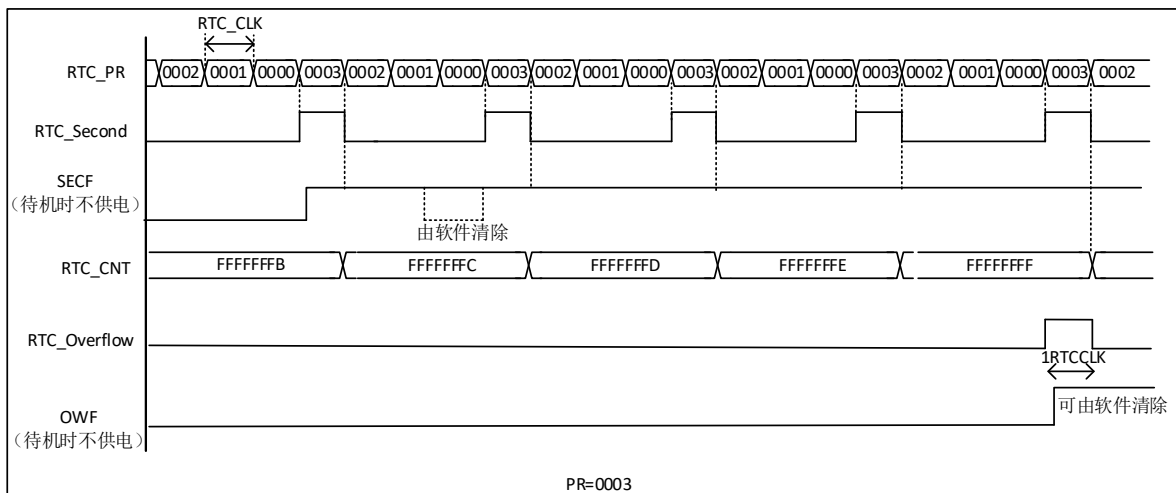 RTC_CLK
RTC_PR 0002 0001 0000 0003 0002 0001 0000 0003 0002 0001 0000 0003 0002 0001 0000 0003 0002 0001 0000 0003 0002
RTC_Second
SECF
（待机时不供电）
由软件清除
RTC_CNT FFFFFFFB FFFFFFFC FFFFFFFD FFFFFFFE FFFFFFFF
RTC_Overflow
1RTCCLK
OWF
可由软件清除
（待机时不供电）
PR=0003